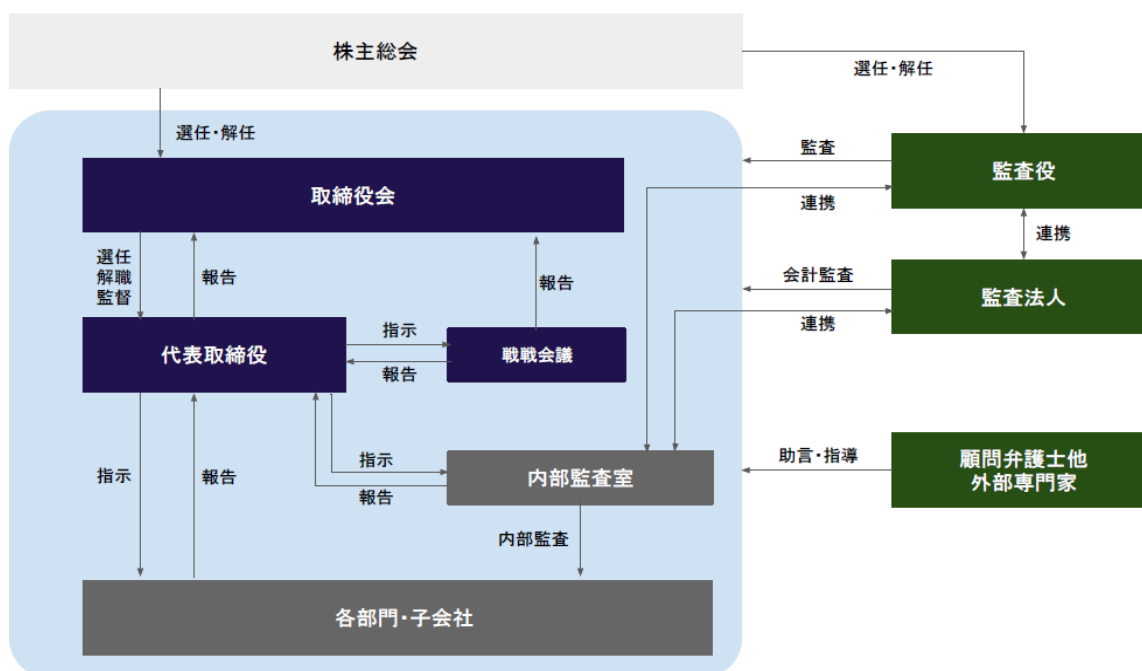 株主総会
選任・解任
選任・解任
監査
監査役
取締役会
連携
連携
選任
解職
監督
報告
報告
会計監査
監査法人
連携
指示
代表取締役
戦戦会議
報告
指示
報告
助言・指導
顧問弁護士他
外部専門家
指示
報告
内部監査室
報告
内部監査
各部門・子会社